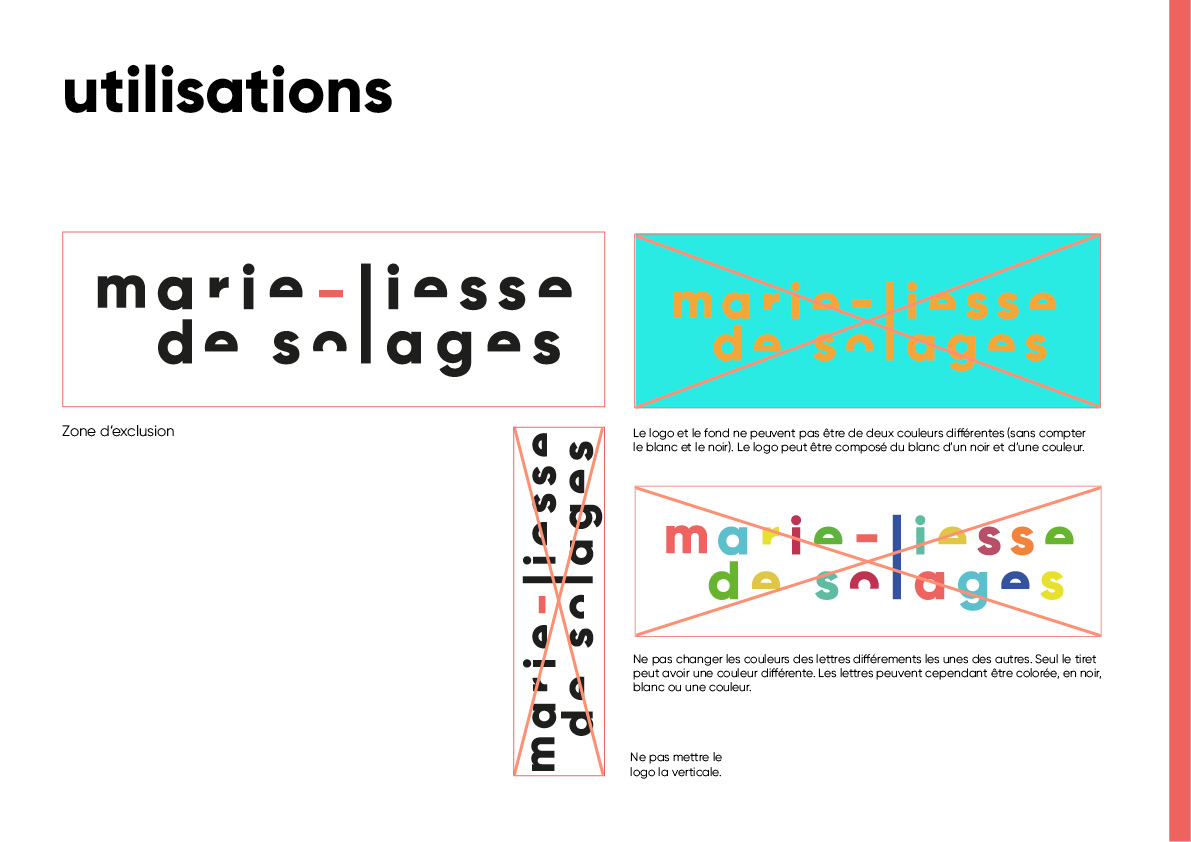 utilisations
marie-liesse
de solages
Zone d’exclusion
marie-liesse
de solages
Le logo et le fond ne peuvent pas être de deux couleurs différentes (sans compter
le blanc et le noir). Le logo peut être composé du blanc d’un noir et d’une couleur.
marie-liesse
de solages
Ne pas changer les couleurs des lettres différements les unes des autres. Seul le tiret
peut avoir une couleur différente. Les lettres peuvent cependant être colorée, en noir,
blanc ou une couleur.
marie-liesse
de solages
Ne pas mettre le
logo la verticale.